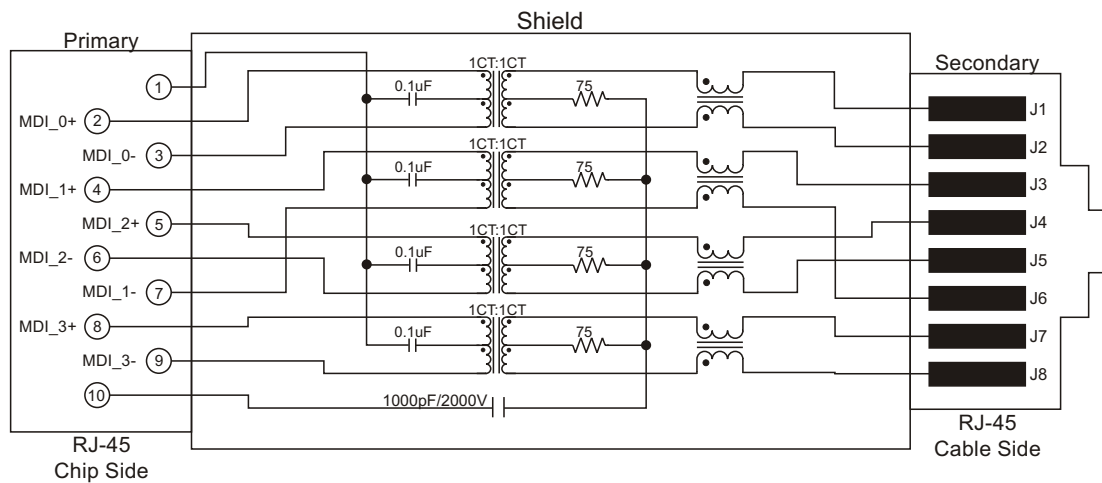 Shield
Primary
Secondary
1
MDI_0+ 2
MDI_0- 3
MDI_1+ 4
MDI_2+ 5
MDI_2- 6
MDI_1- 7
MDI_3+ 8
MDI_3- 9
10
1CT:1CT
0.1uF
75
1CT:1CT
0.1uF
75
1CT:1CT
0.1uF
75
1CT:1CT
0.1uF
75
1000pF/2000V
J1
J2
J3
J4
J5
J6
J7
J8
RJ-45
Chip Side
RJ-45
Cable Side